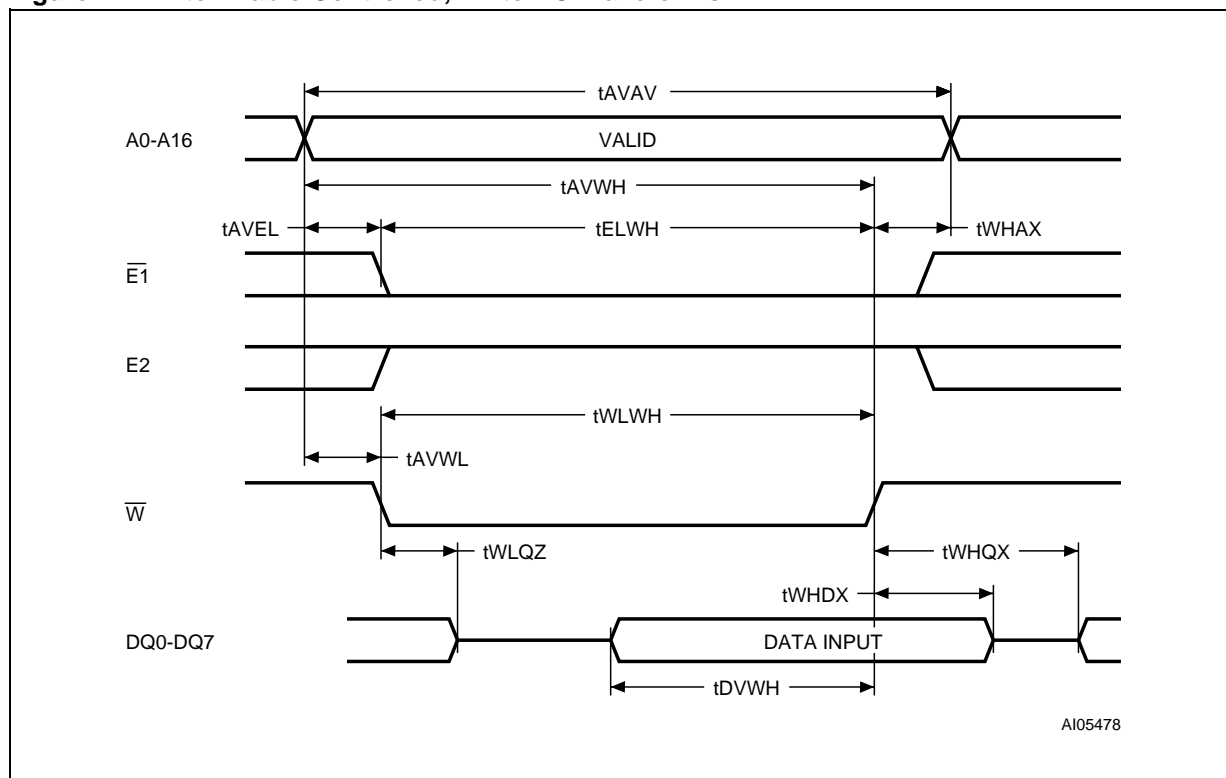 tAVAV
A0-A16
VALID
tAVWH
tAVEL
tELWH
tWHAX
E1
E2
tWLWH
tAVWL
W
tWLQZ
tWHQX
tWHDX
DQ0-DQ7
DATA INPUT
tDVWH
AI05478